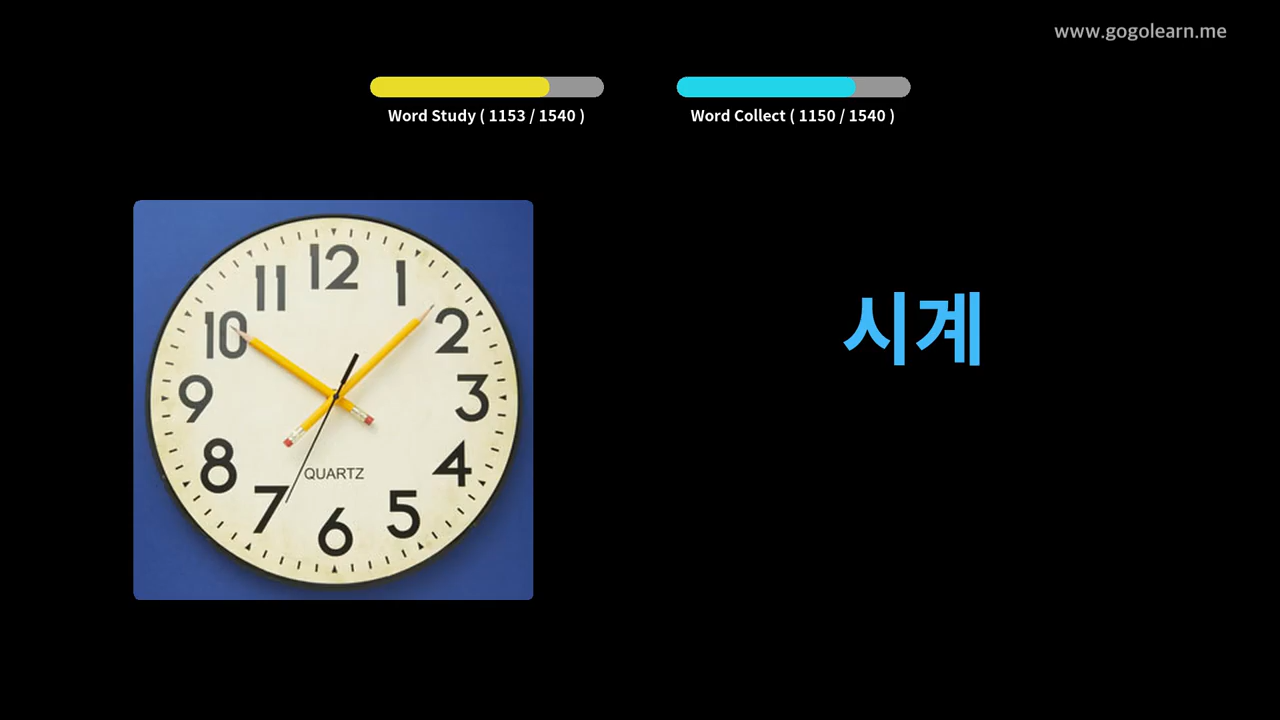 www.gogolearn.me
Word Study ( 1153 / 1540 )
Word Collect ( 1150 / 1540 )
12
11
1
10
2
9
3
8
4
7
5
6
QUARTZ
시계